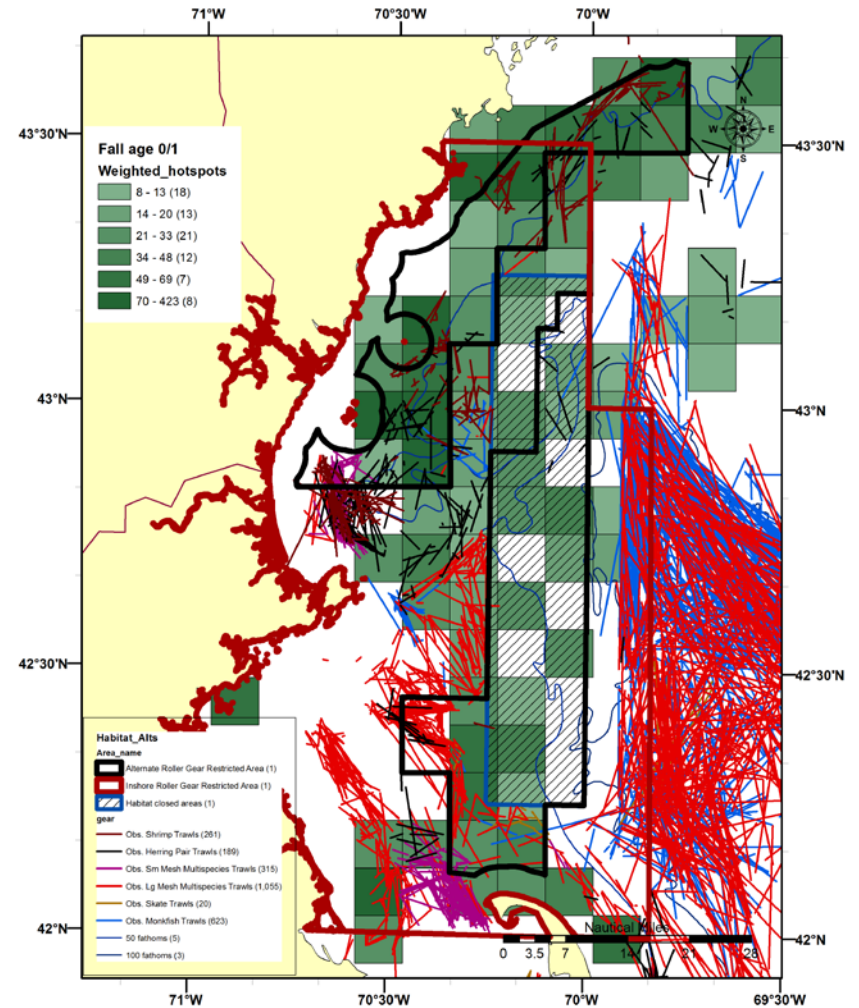 71°W
70°30'W
70°W
43°30'N
43°30'N
N
W
E
S
Fall age 0/1
Weighted_hotspots
8 - 13 (18)
14 - 20 (13)
21 - 33 (21)
34 - 48 (12)
49 - 69 (7)
70 - 423 (8)
43°N
43°N
42°30'N
42°30'N
Habitat_Alts
Area_name
Alternate Roller Gear Restricted Area (1)
Inshore Roller Gear Restricted Area (1)
Habitat closed areas (1)
gear
Obs. Shrimp Trawls (261)
Obs. Herring Pair Trawls (189)
Obs. Sm Mesh Multispecies Trawls (315)
Obs. Lg Mesh Multispecies Trawls (1,055)
Obs. Skate Trawls (20)
Obs. Monkfish Trawls (623)
50 fathoms (5)
100 fathoms (3)
42°N
42°N
Nautical Miles
0 3.5 7 14 21 28
71°W
70°30'W
70°W
69°30'W